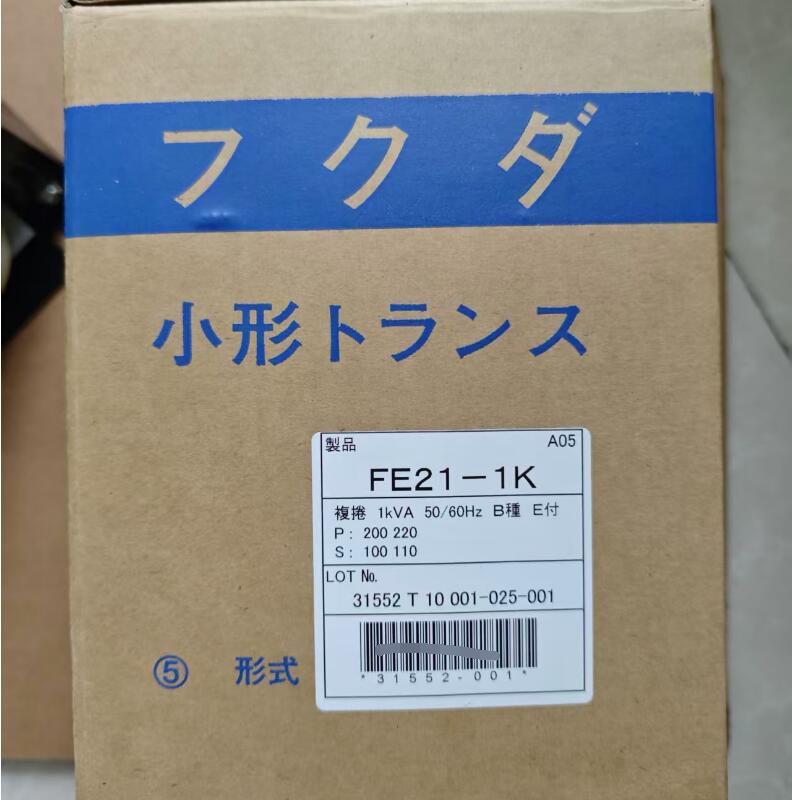 フクダ
小形トランス
製品 A05
FE21-1K
複捲 1kVA 50/60Hz B種 E付
P: 200 220
S: 100 110
LOT №.
31552 T 10 001-025-001
*31552-001*
⑤ 形式